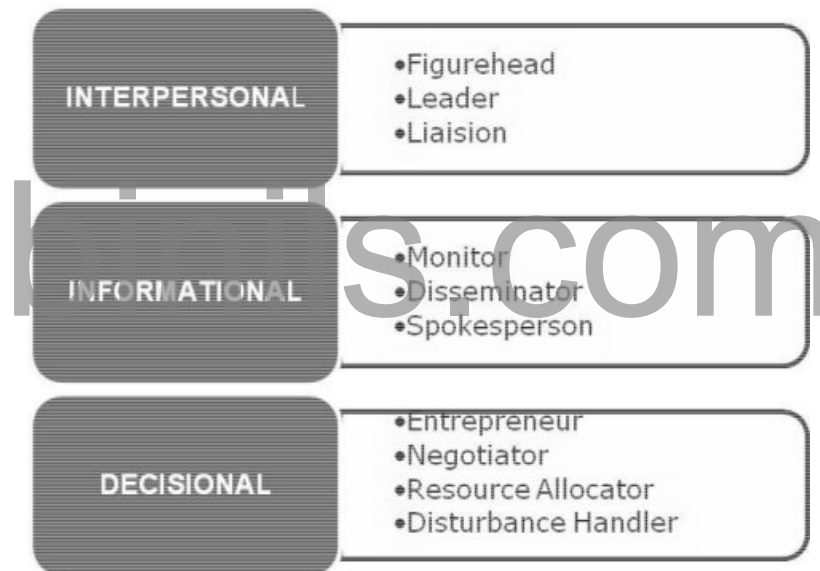 INTERPERSONAL
•Figurehead
•Leader
•Liaision
INFORMATIONAL
•Monitor
•Disseminator
•Spokesperson
DECISIONAL
•Entrepreneur
•Negotiator
•Resource Allocator
•Disturbance Handler